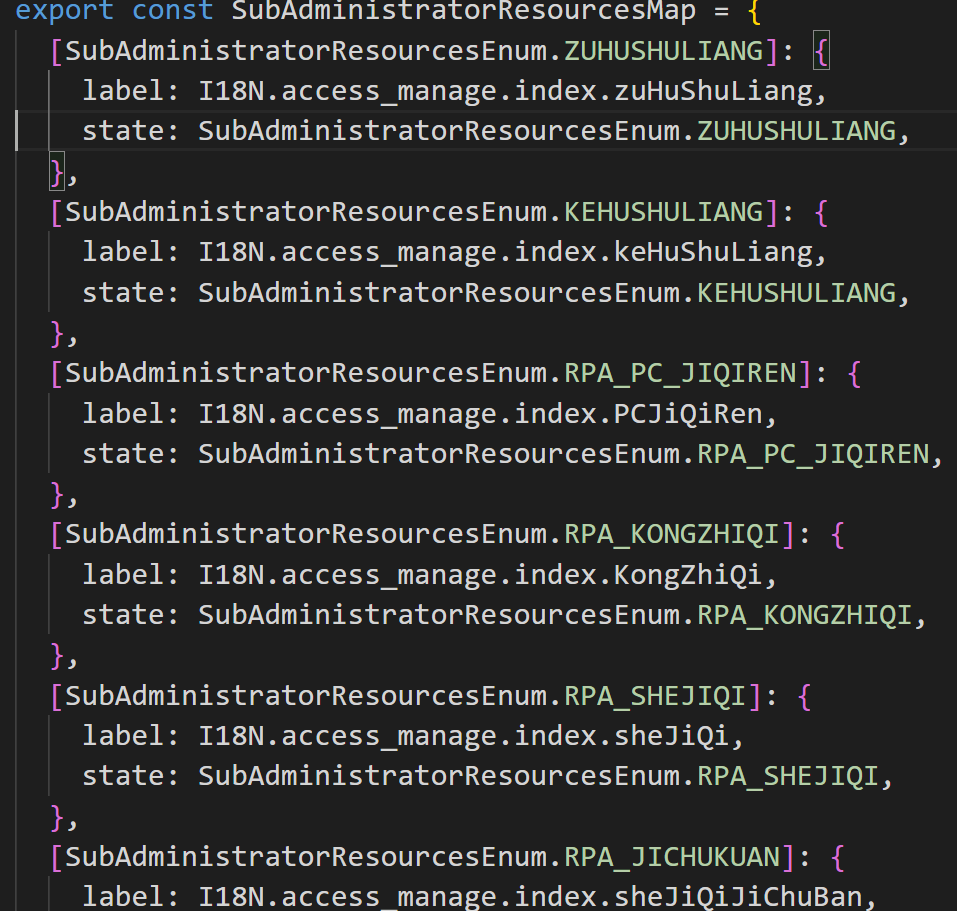 export const SubAdministratorResourcesMap = {
[SubAdministratorResourcesEnum.ZUHUSHULIANG]: {
label: I18N.access_manage.index.zuHuShuLiang,
state: SubAdministratorResourcesEnum.ZUHUSHULIANG,
},
[SubAdministratorResourcesEnum.KEHUSHULIANG]: {
label: I18N.access_manage.index.keHuShuLiang,
state: SubAdministratorResourcesEnum.KEHUSHULIANG,
},
[SubAdministratorResourcesEnum.RPA_PC_JIQIREN]: {
label: I18N.access_manage.index.PCJiQiRen,
state: SubAdministratorResourcesEnum.RPA_PC_JIQIREN,
},
[SubAdministratorResourcesEnum.RPA_KONGZHIQI]: {
label: I18N.access_manage.index.KongZhiQi,
state: SubAdministratorResourcesEnum.RPA_KONGZHIQI,
},
[SubAdministratorResourcesEnum.RPA_SHEJIQI]: {
label: I18N.access_manage.index.sheJiQi,
state: SubAdministratorResourcesEnum.RPA_SHEJIQI,
},
[SubAdministratorResourcesEnum.RPA_JICHUKUAN]: {
label: I18N.access_manage.index.sheJiQiJiChuBan,